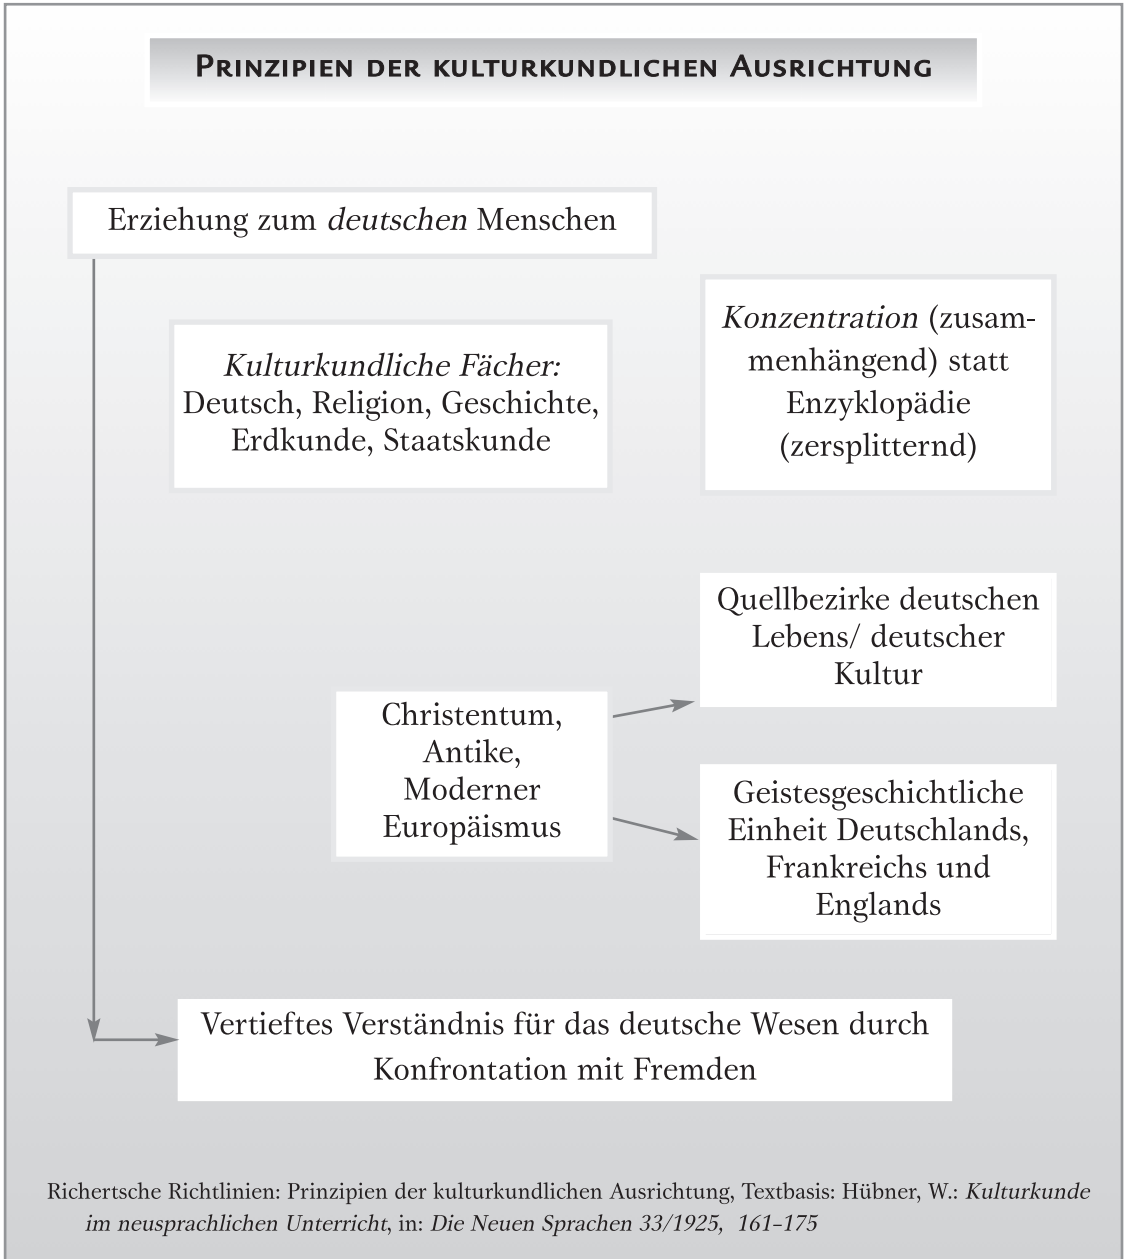 PRINZIPIEN DER KULTURKUNDLICHEN AUSRICHTUNG
Erziehung zum deutschen Menschen
Kulturkundliche Fächer:
Deutsch, Religion, Geschichte,
Erdkunde, Staatskunde
Konzentration (zusam-
menhängend) statt
Enzyklopädie
(zersplitternd)
Quellbezirke deutschen
Lebens/ deutscher
Kultur
Christentum,
Antike,
Moderner
Europäismus
Geistesgeschichtliche
Einheit Deutschlands,
Frankreichs und
Englands
Vertieftes Verständnis für das deutsche Wesen durch
Konfrontation mit Fremden
Richertsche Richtlinien: Prinzipien der kulturkundlichen Ausrichtung, Textbasis: Hübner, W.: Kulturkunde
im neusprachlichen Unterricht, in: Die Neuen Sprachen 33/1925, 161–175